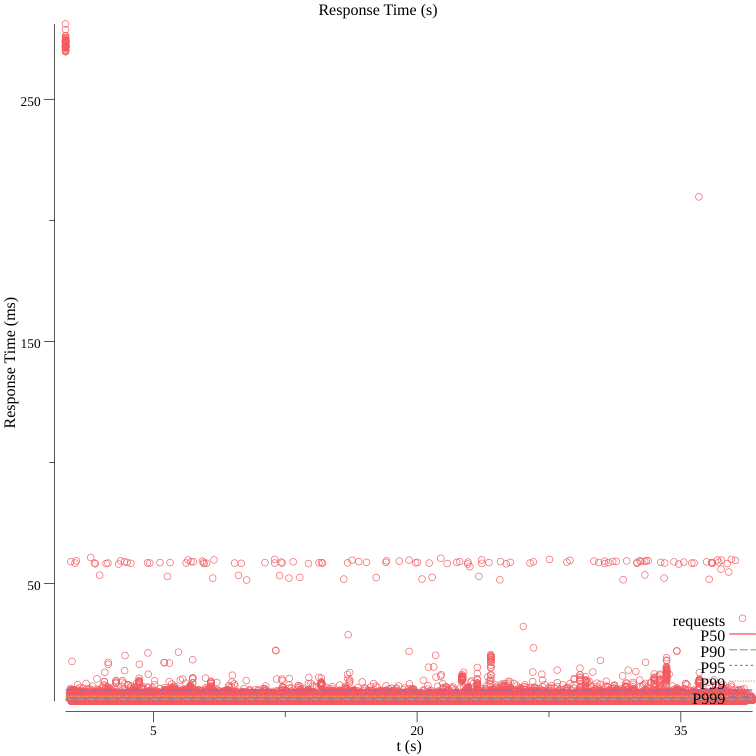 Response Time (s)
250
150
50
Response Time (ms)
requests
P50
P90
P95
P99
P999
5
20
35
t (s)